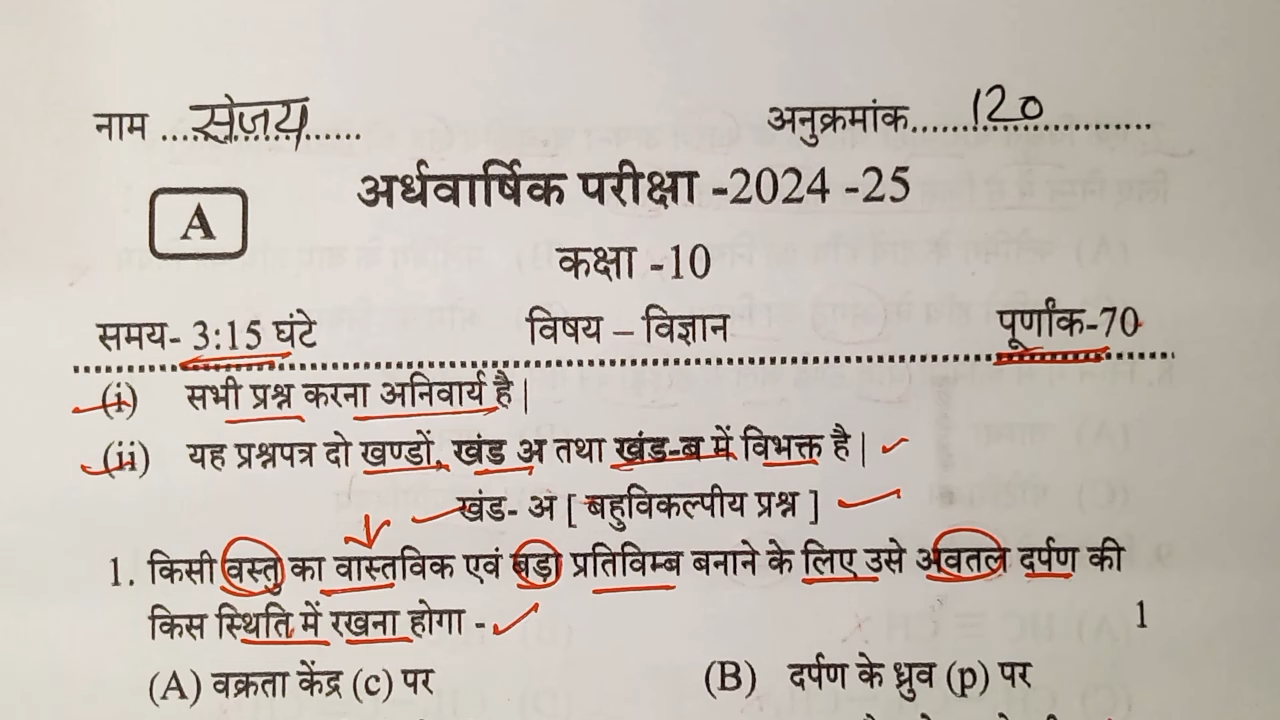 नाम ....संजय........ अनुक्रमांक......120............
अर्धवार्षिक परीक्षा -2024 -25
A
कक्षा -10
समय- 3:15 घंटे विषय – विज्ञान पूर्णांक-70
(i) सभी प्रश्न करना अनिवार्य है |
(ii) यह प्रश्नपत्र दो खण्डों, खंड अ तथा खंड-ब में विभक्त है |
खंड- अ [ बहुविकल्पीय प्रश्न ]
1. किसी वस्तु का वास्तविक एवं बड़ा प्रतिविम्ब बनाने के लिए उसे अवतल दर्पण की
किस स्थिति में रखना होगा - 1
(A) वक्रता केंद्र (c) पर (B) दर्पण के ध्रुव (p) पर